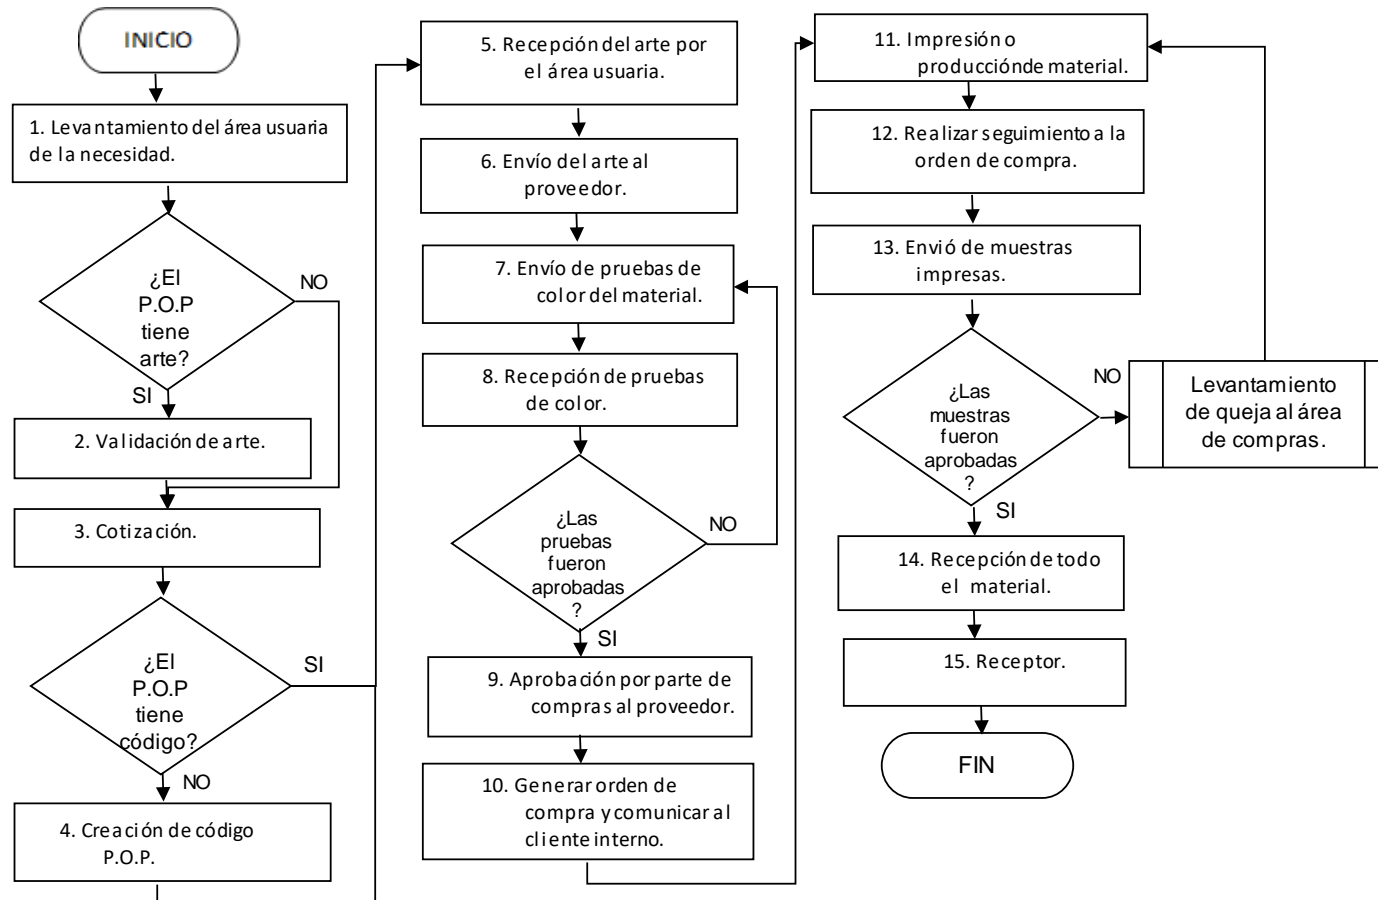 INICIO
1. Levantamiento del área usuaria
de la necesidad.
¿El
P.O.P
tiene
arte?
NO
SI
2. Validación de arte.
3. Cotización.
¿El
P.O.P
tiene
código?
SI
NO
4. Creación de código
P.O.P.
5. Recepción del arte por
el área usuaria.
6. Envío del arte al
proveedor.
7. Envío de pruebas de
color del material.
8. Recepción de pruebas
de color.
¿Las
pruebas
fueron
aprobadas
?
NO
SI
9. Aprobación por parte de
compras al proveedor.
10. Generar orden de
compra y comunicar al
cliente interno.
11. Impresión o
producciónde material.
12. Realizar seguimiento a la
orden de compra.
13. Envió de muestras
impresas.
¿Las
muestras
fueron
aprobadas
?
NO
Levantamiento
de queja al área
de compras.
SI
14. Recepción de todo
el material.
15. Receptor.
FIN